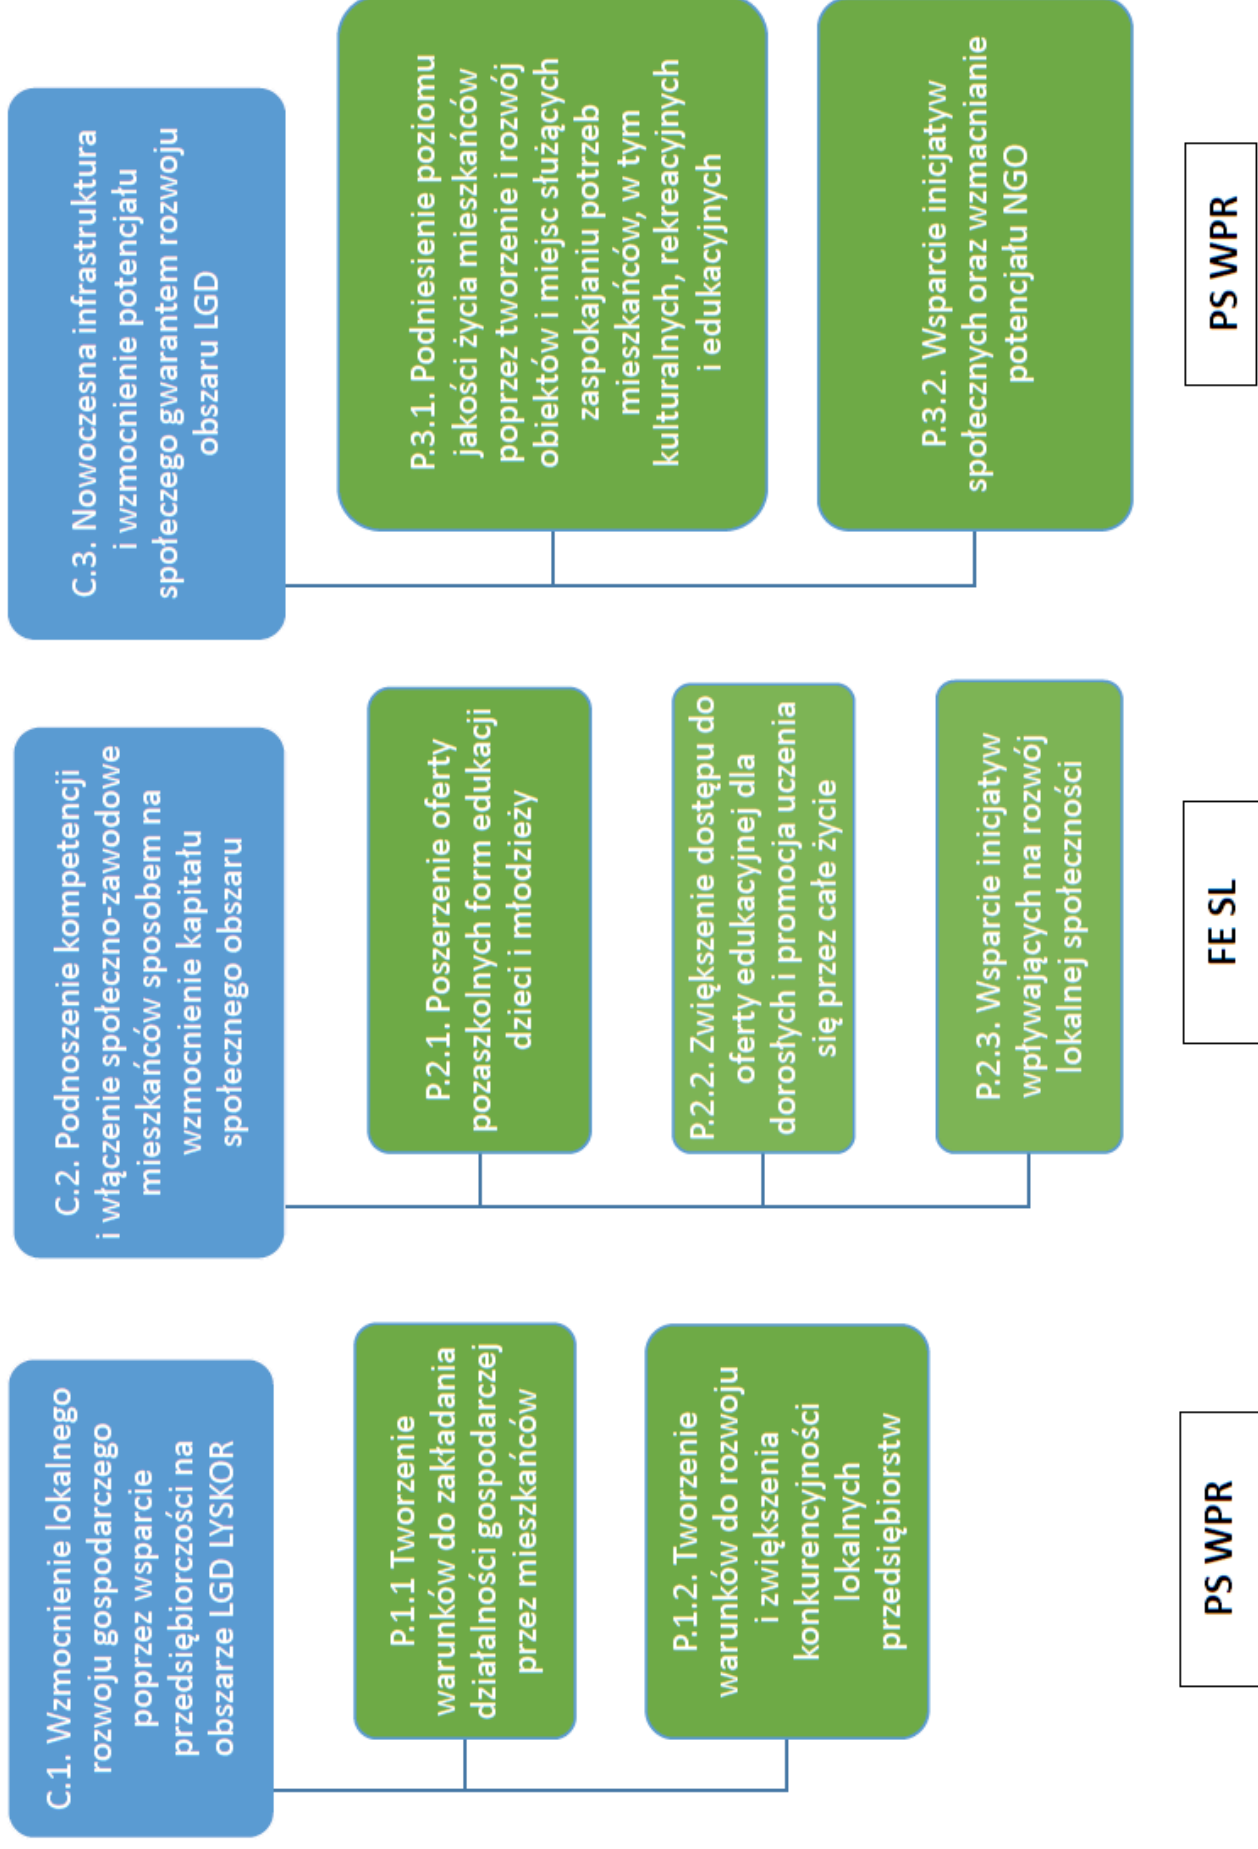 C.1. Wzmocnienie lokalnego
rozwoju gospodarczego
poprzez wsparcie
przedsiębiorczości na
obszarze LGD LYSKOR
P.1.1 Tworzenie
warunków do zakładania
działalności gospodarczej
przez mieszkańców
P.1.2. Tworzenie
warunków do rozwoju
i zwiększenia
konkurencyjności
lokalnych
przedsiębiorstw
PS WPR
C.2. Podnoszenie kompetencji
i włączenie społeczno-zawodowe
mieszkańców sposobem na
wzmocnienie kapitału
społecznego obszaru
P.2.1. Poszerzenie oferty
pozaszkolnych form edukacji
dzieci i młodzieży
P.2.2. Zwiększenie dostępu do
oferty edukacyjnej dla
dorosłych i promocja uczenia
się przez całe życie
P.2.3. Wsparcie inicjatyw
wpływających na rozwój
lokalnej społeczności
FE SL
C.3. Nowoczesna infrastruktura
i wzmocnienie potencjału
społeczego gwarantem rozwoju
obszaru LGD
P.3.1. Podniesienie poziomu
jakości życia mieszkańców
poprzez tworzenie i rozwój
obiektów i miejsc służących
zaspokajaniu potrzeb
mieszkańców, w tym
kulturalnych, rekreacyjnych
i edukacyjnych
P.3.2. Wsparcie inicjatyw
społecznych oraz wzmacnianie
potencjału NGO
PS WPR